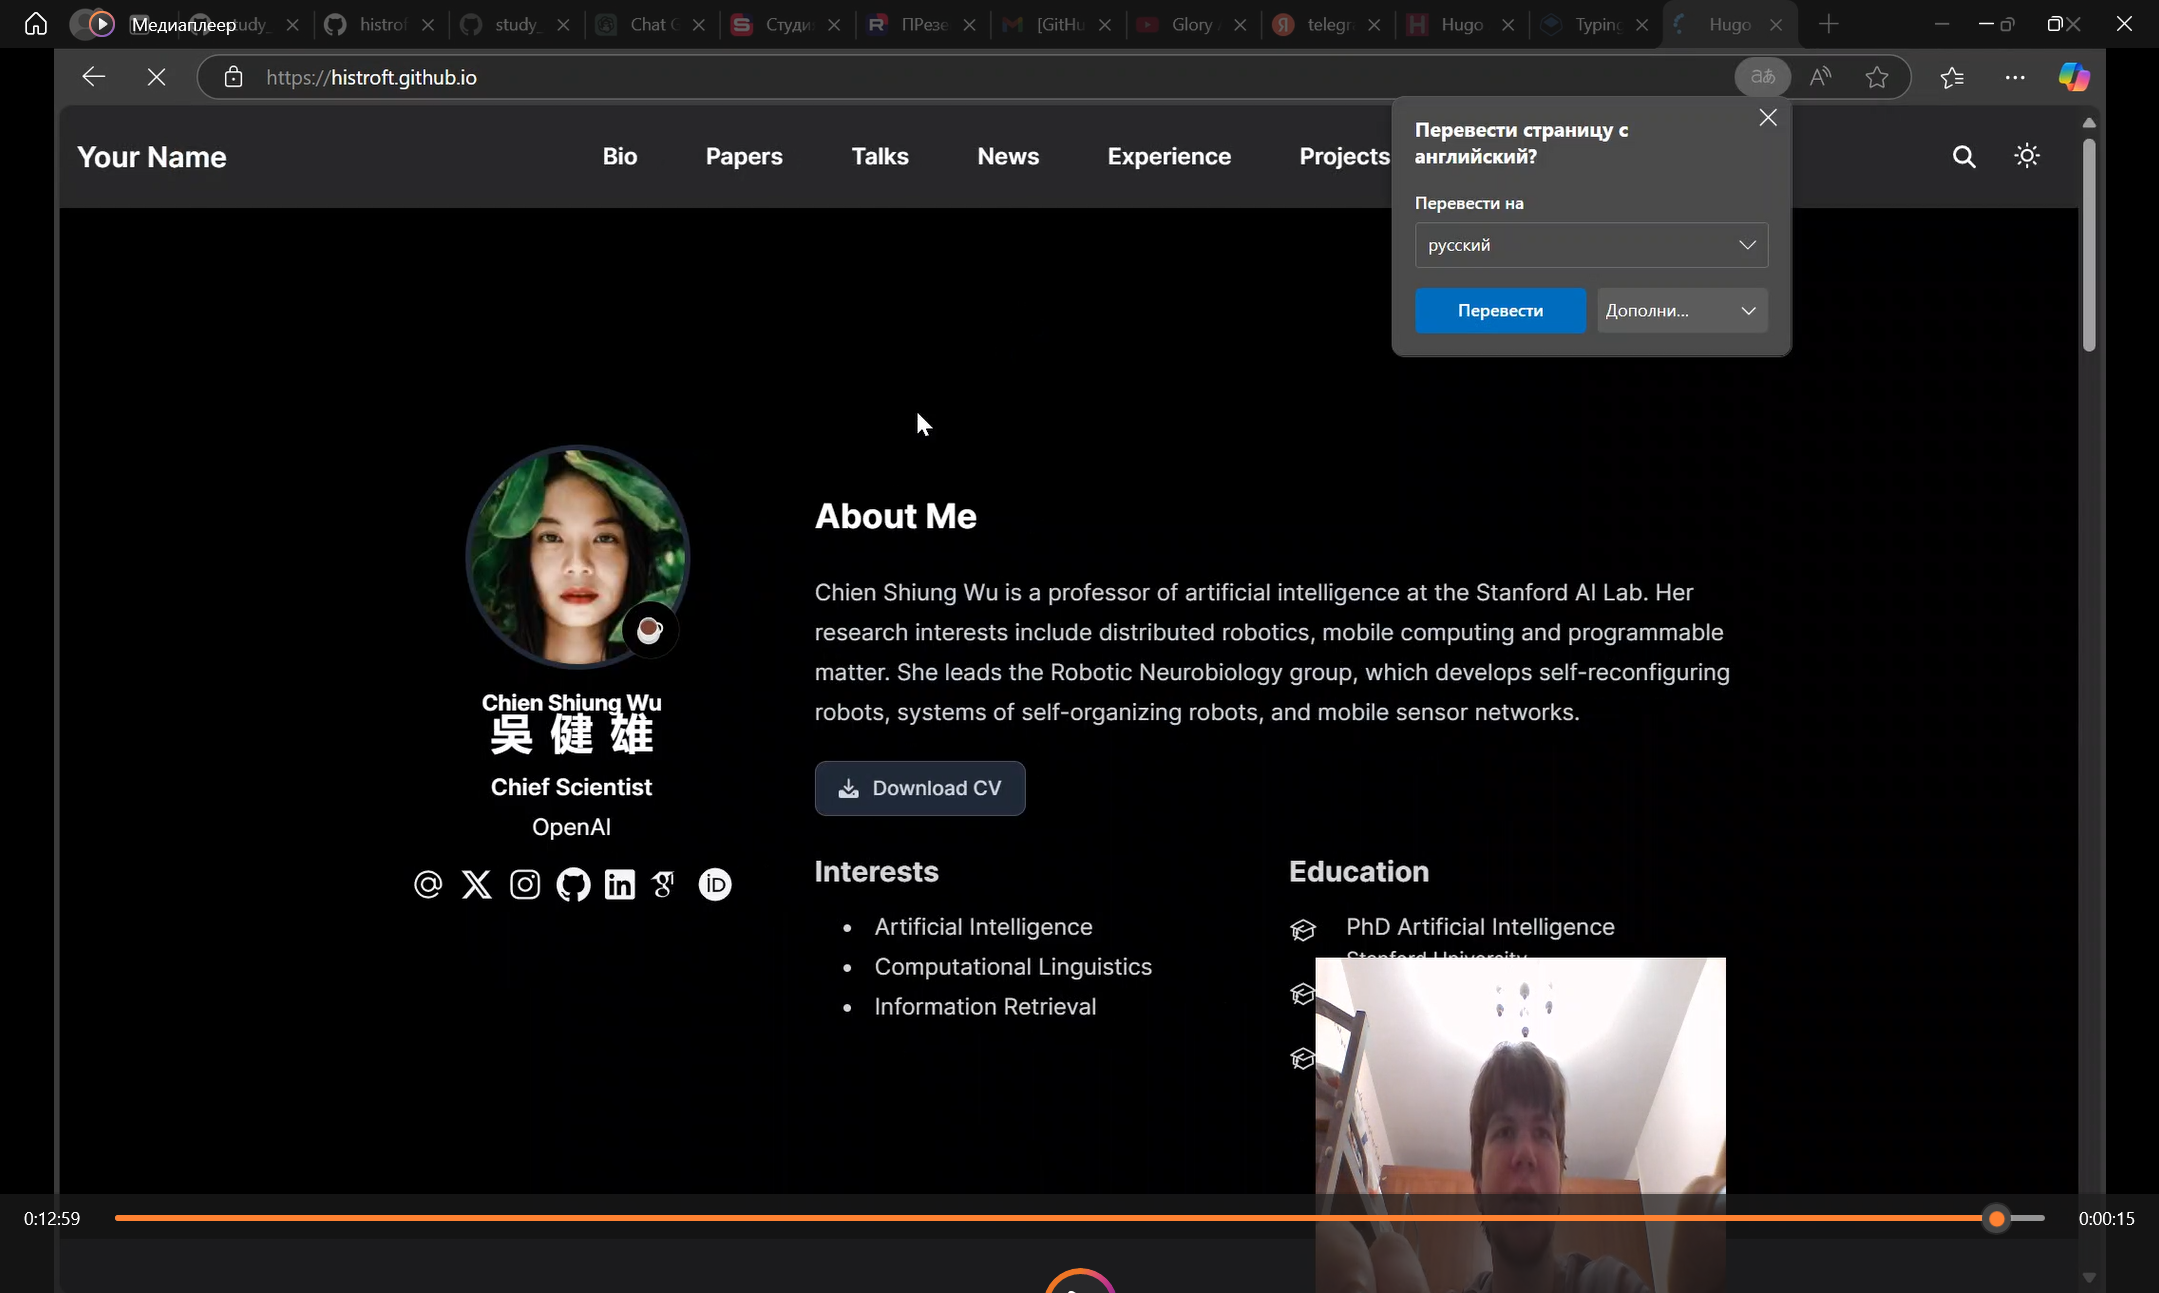 Медиаплеер
study_
histrof
study_
Chat G
Студи
ПРезе
[GitHu
Glory
telegr
Hugo
Typing
Hugo
https://histroft.github.io
Your Name
Bio
Papers
Talks
News
Experience
Projects
Перевести страницу с
английский?
Перевести на
русский
Перевести
Дополни...
About Me
Chien Shiung Wu is a professor of artificial intelligence at the Stanford AI Lab. Her
research interests include distributed robotics, mobile computing and programmable
matter. She leads the Robotic Neurobiology group, which develops self-reconfiguring
robots, systems of self-organizing robots, and mobile sensor networks.
Chien Shiung Wu
吳健雄
Chief Scientist
OpenAI
Download CV
Interests
Artificial Intelligence
Computational Linguistics
Information Retrieval
Education
PhD Artificial Intelligence
Stanford University
0:12:59
0:00:15